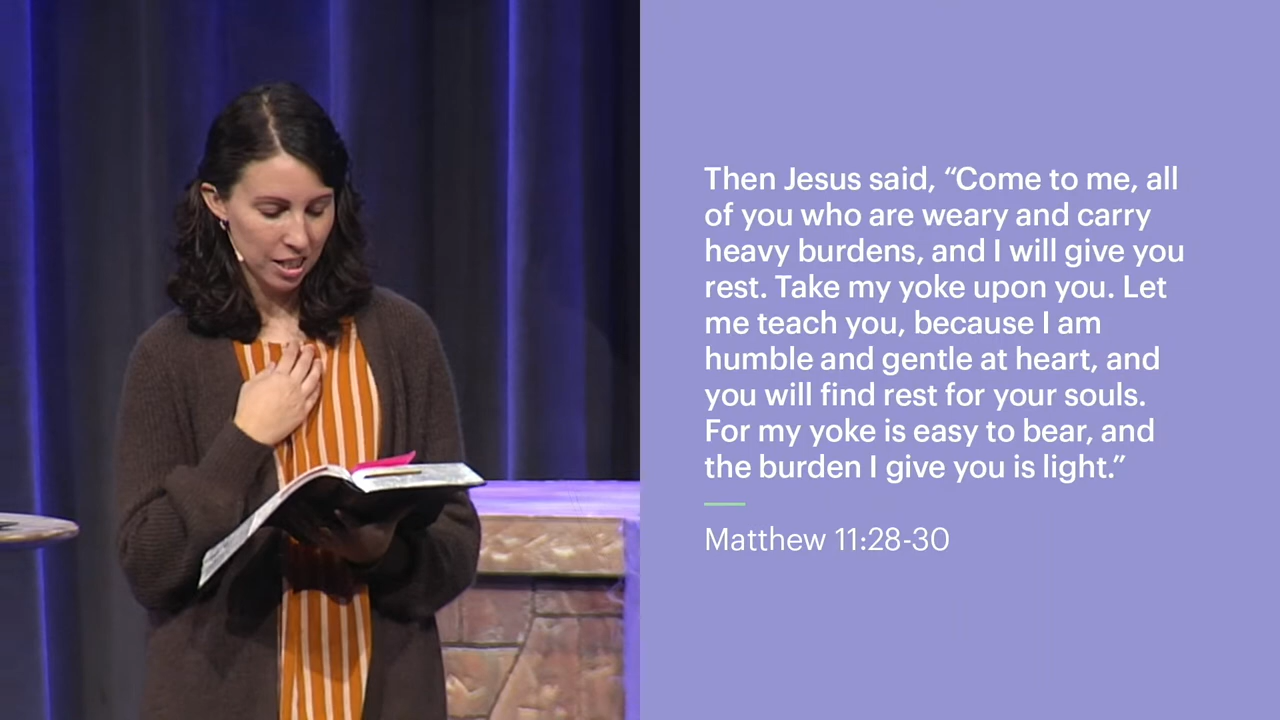 Then Jesus said, “Come to me, all
of you who are weary and carry
heavy burdens, and I will give you
rest. Take my yoke upon you. Let
me teach you, because I am
humble and gentle at heart, and
you will find rest for your souls.
For my yoke is easy to bear, and
the burden I give you is light.”
Matthew 11:28-30